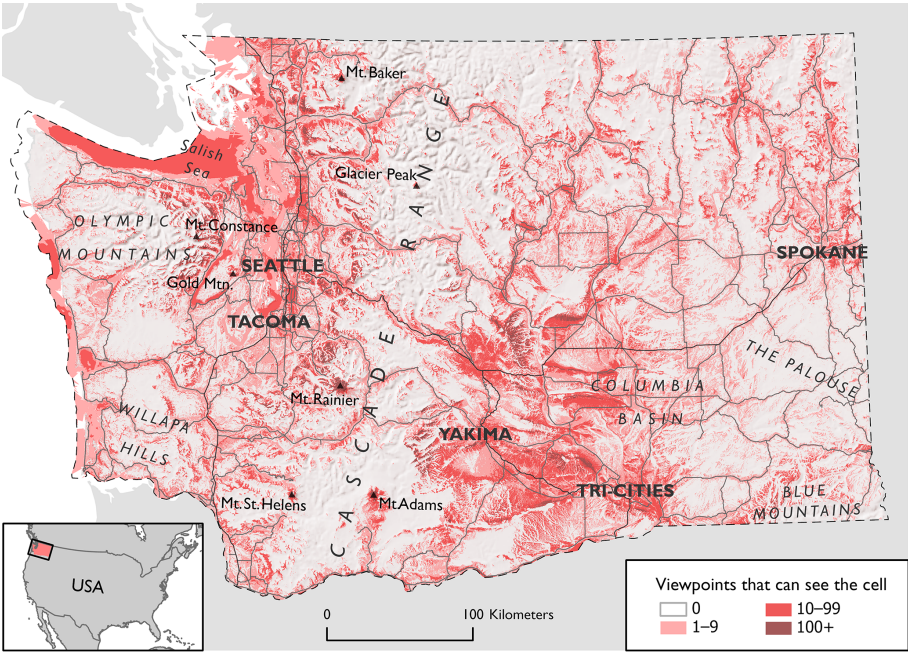 Mt. Baker
Salish
Sea
Glacier Peak
RANGE
OLYMPIC
MOUNTAINS
Mt. Constance
SEATTLE
Gold Mtn.
SPOKANE
TACOMA
THE PALOUSE
CASCADE
Mt. Rainier
COLUMBIA
BASIN
WILLAPA
HILLS
YAKIMA
TRI-CITIES
Mt. St. Helens
Mt Adams
BLUE
MOUNTAINS
USA
0 100 Kilometers
Viewpoints that can see the cell
0 10–99
1–9 100+